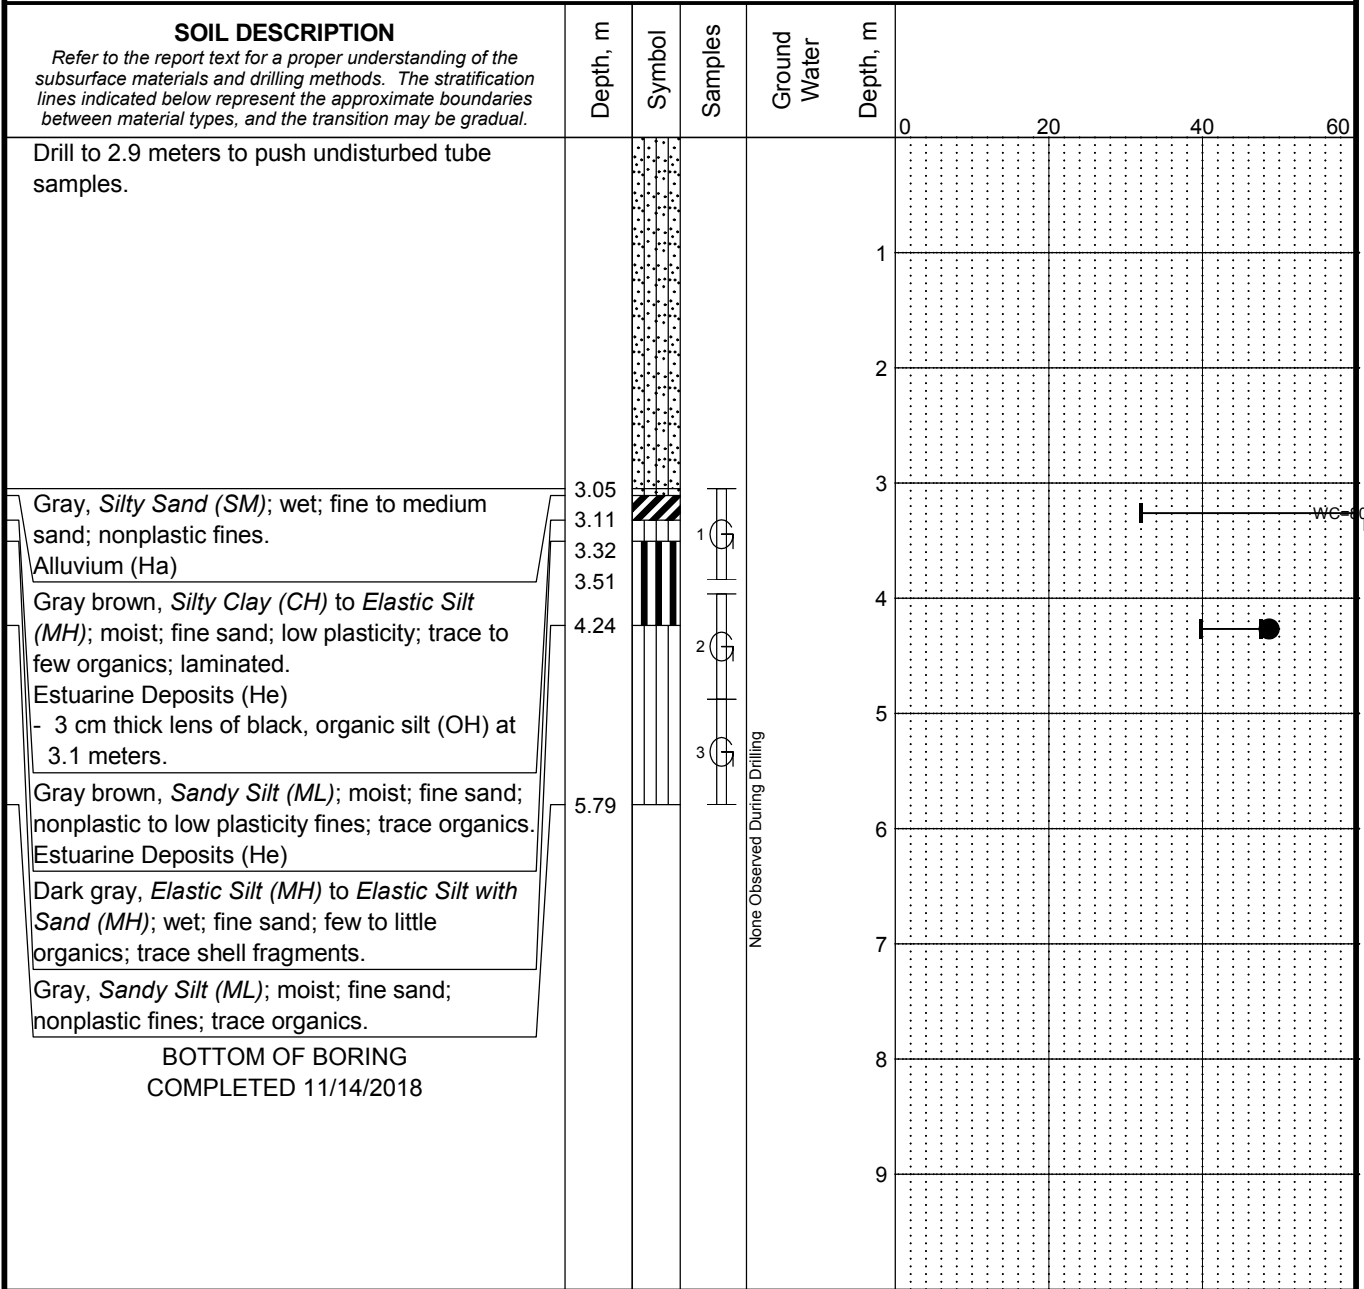 SOIL DESCRIPTION
Refer to the report text for a proper understanding of the
subsurface materials and drilling methods. The stratification
lines indicated below represent the approximate boundaries
between material types, and the transition may be gradual.
Depth, m
Symbol
Samples
Ground
Water
Depth, m
0 20 40 60
Drill to 2.9 meters to push undisturbed tube
samples.
Gray, Silty Sand (SM); wet; fine to medium
sand; nonplastic fines.
Alluvium (Ha)
Gray brown, Silty Clay (CH) to Elastic Silt
(MH); moist; fine sand; low plasticity; trace to
few organics; laminated.
Estuarine Deposits (He)
- 3 cm thick lens of black, organic silt (OH) at
3.1 meters.
Gray brown, Sandy Silt (ML); moist; fine sand;
nonplastic to low plasticity fines; trace organics.
Estuarine Deposits (He)
Dark gray, Elastic Silt (MH) to Elastic Silt with
Sand (MH); wet; fine sand; few to little
organics; trace shell fragments.
Gray, Sandy Silt (ML); moist; fine sand;
nonplastic fines; trace organics.
BOTTOM OF BORING
COMPLETED 11/14/2018
3.05
3.11
3.32
3.51
4.24
5.79
1 G
2 G
3 G
None Observed During Drilling
1
2
3
4
5
6
7
8
9